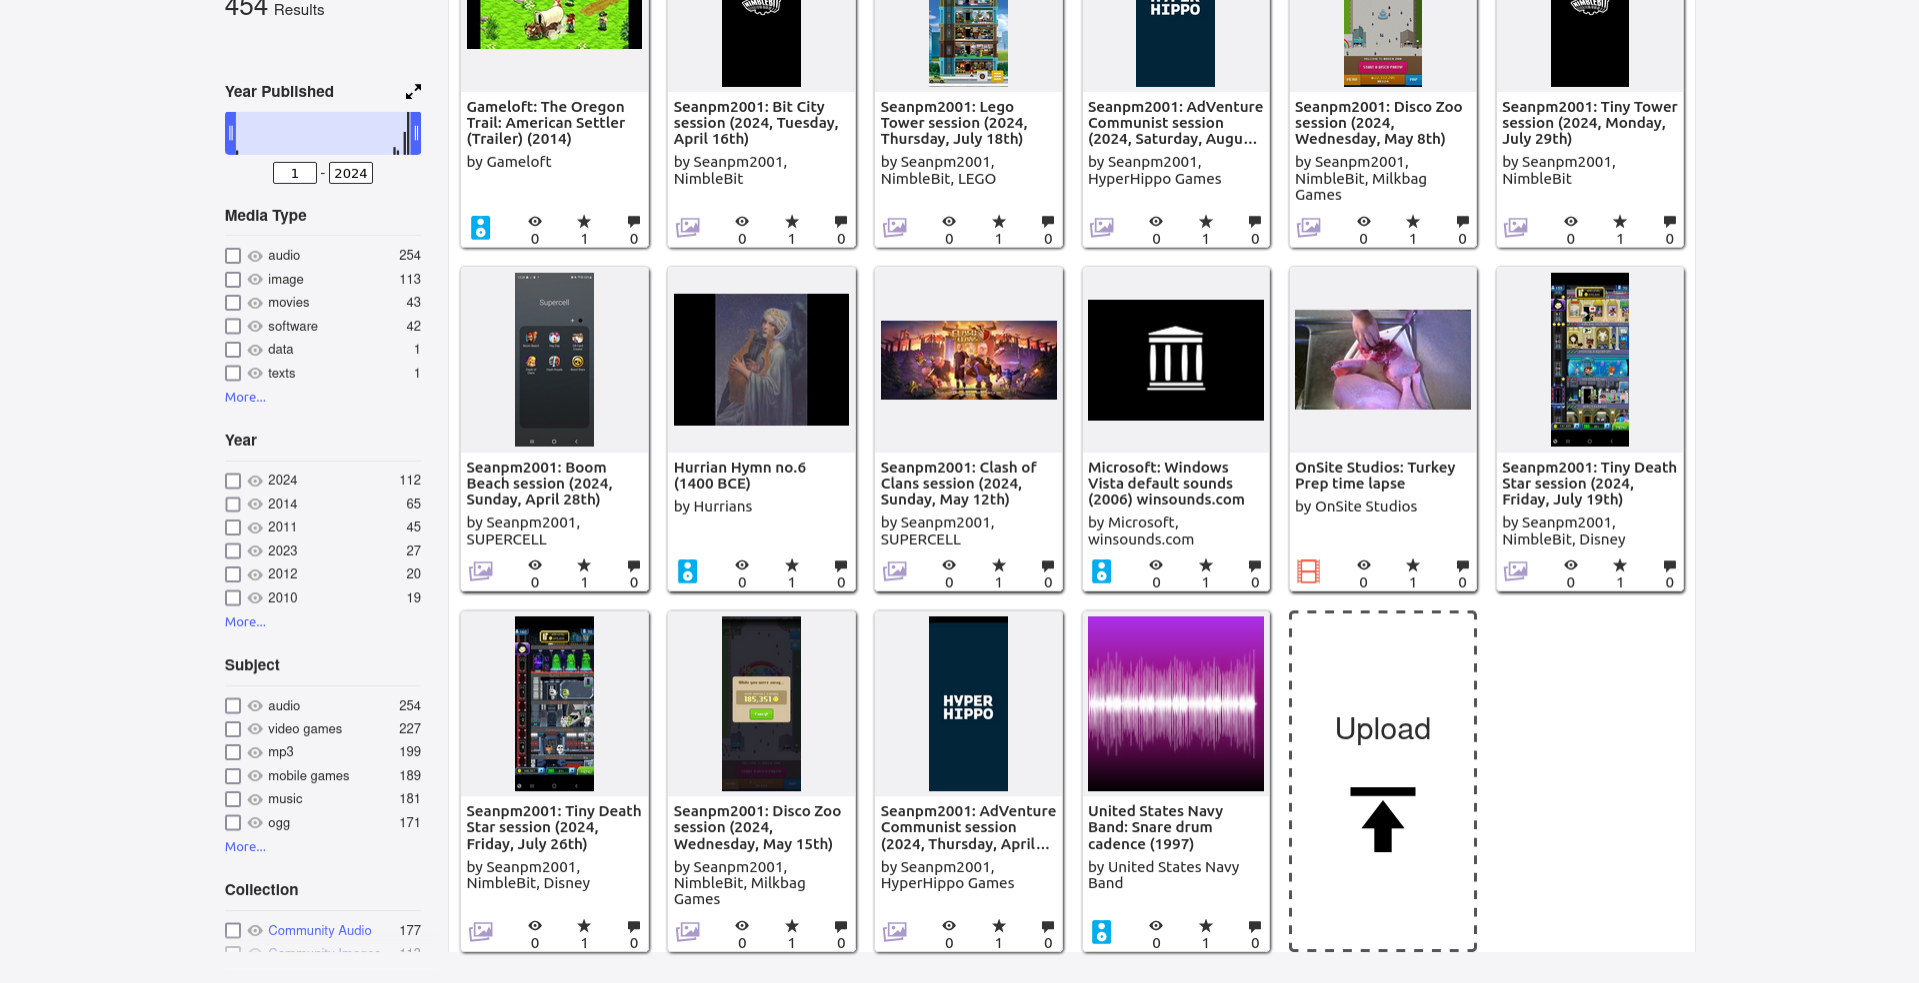 454 Results
Year Published
1 - 2024
Media Type
audio 254
image 113
movies 43
software 42
data 1
texts 1
More...
Year
2024 112
2014 65
2011 45
2023 27
2012 20
2010 19
More...
Subject
audio 254
video games 227
mp3 199
mobile games 189
music 181
ogg 171
More...
Collection
Community Audio 177
Community Images 113
NIMBLEBIT
HYPER
HIPPO
NIMBLEBIT
Gameloft: The Oregon
Trail: American Settler
(Trailer) (2014)
by Gameloft
0 1 0
Seanpm2001: Bit City
session (2024, Tuesday,
April 16th)
by Seanpm2001,
NimbleBit
0 1 0
Seanpm2001: Lego
Tower session (2024,
Thursday, July 18th)
by Seanpm2001,
NimbleBit, LEGO
0 1 0
Seanpm2001: AdVenture
Communist session
(2024, Saturday, Augu...
by Seanpm2001,
HyperHippo Games
0 1 0
Seanpm2001: Disco Zoo
session (2024,
Wednesday, May 8th)
by Seanpm2001,
NimbleBit, Milkbag
Games
0 1 0
Seanpm2001: Tiny Tower
session (2024, Monday,
July 29th)
by Seanpm2001,
NimbleBit
0 1 0
Supercell
Seanpm2001: Boom
Beach session (2024,
Sunday, April 28th)
by Seanpm2001,
SUPERCELL
0 1 0
Hurrian Hymn no.6
(1400 BCE)
by Hurrians
0 1 0
Seanpm2001: Clash of
Clans session (2024,
Sunday, May 12th)
by Seanpm2001,
SUPERCELL
0 1 0
Microsoft: Windows
Vista default sounds
(2006) winsounds.com
by Microsoft,
winsounds.com
0 1 0
OnSite Studios: Turkey
Prep time lapse
by OnSite Studios
0 1 0
Seanpm2001: Tiny Death
Star session (2024,
Friday, July 19th)
by Seanpm2001,
NimbleBit, Disney
0 1 0
Seanpm2001: Tiny Death
Star session (2024,
Friday, July 26th)
by Seanpm2001,
NimbleBit, Disney
0 1 0
While you were away...
185,351
Seanpm2001: Disco Zoo
session (2024,
Wednesday, May 15th)
by Seanpm2001,
NimbleBit, Milkbag
Games
0 1 0
HYPER
HIPPO
Seanpm2001: AdVenture
Communist session
(2024, Thursday, April...
by Seanpm2001,
HyperHippo Games
0 1 0
United States Navy
Band: Snare drum
cadence (1997)
by United States Navy
Band
0 1 0
Upload